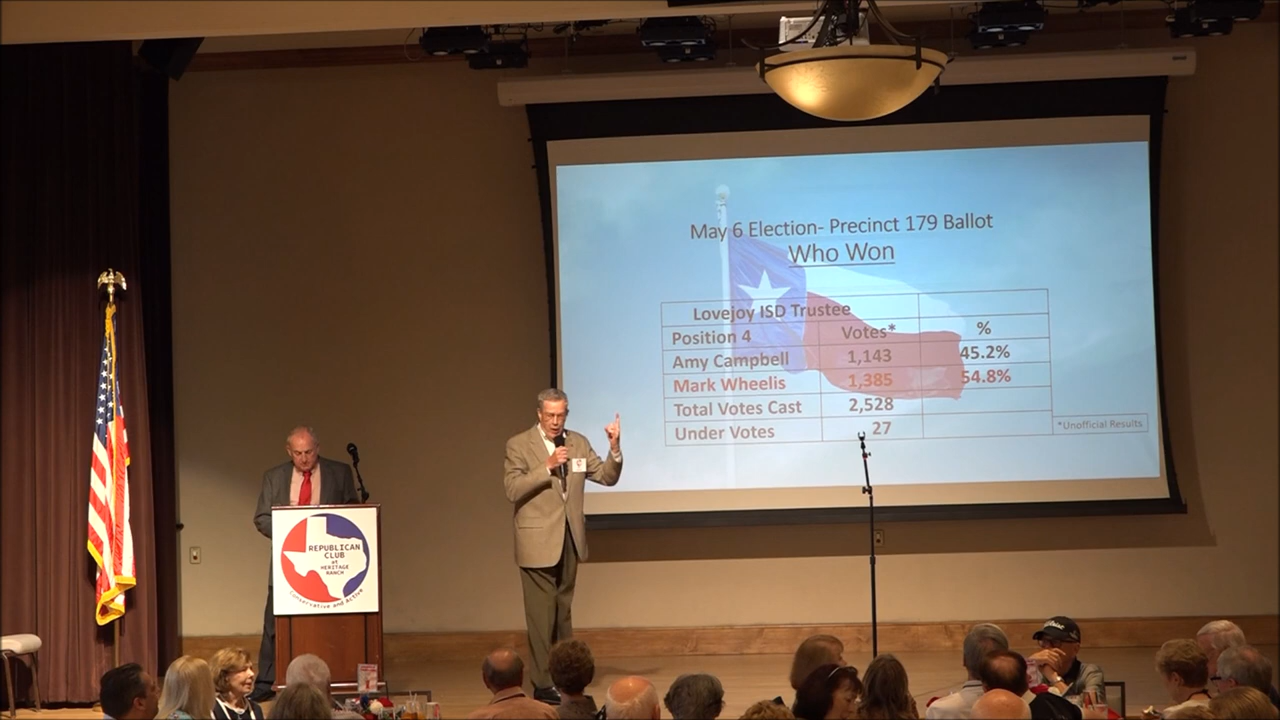 May 6 Election- Precinct 179 Ballot
Who Won
Lovejoy ISD Trustee
Position 4 Votes* %
Amy Campbell 1,143 45.2%
Mark Wheelis 1,385 54.8%
Total Votes Cast 2,528
Under Votes 27
*Unofficial Results
REPUBLICAN
CLUB
at
HERITAGE
RANCH
Conservative and Active
Titleist